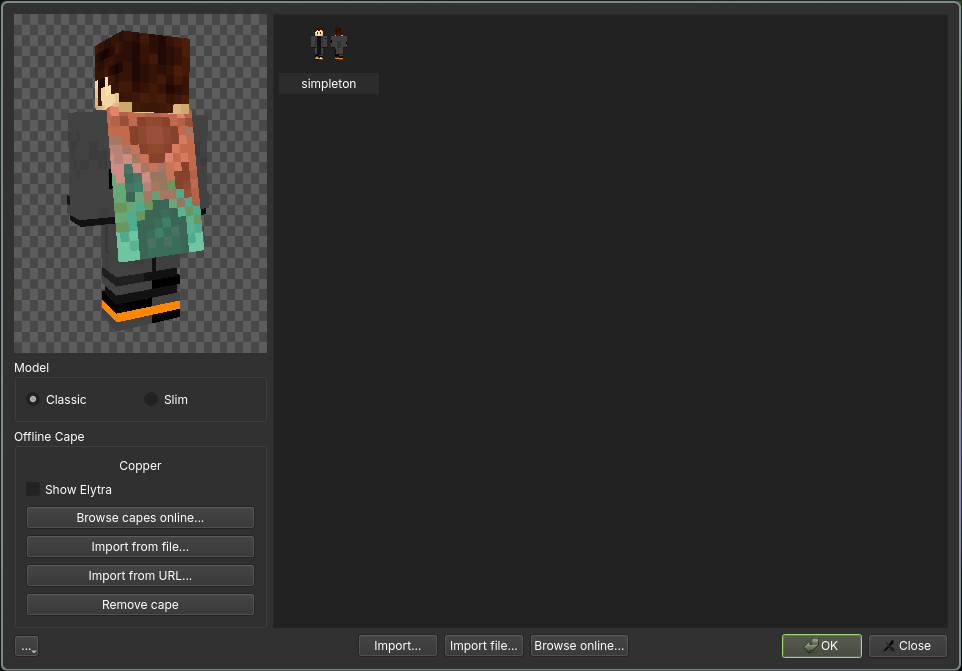 simpleton
Model
Classic
Slim
Offline Cape
Copper
Show Elytra
Browse capes online...
Import from file...
Import from URL...
Remove cape
...
Import...
Import file...
Browse online...
OK
Close